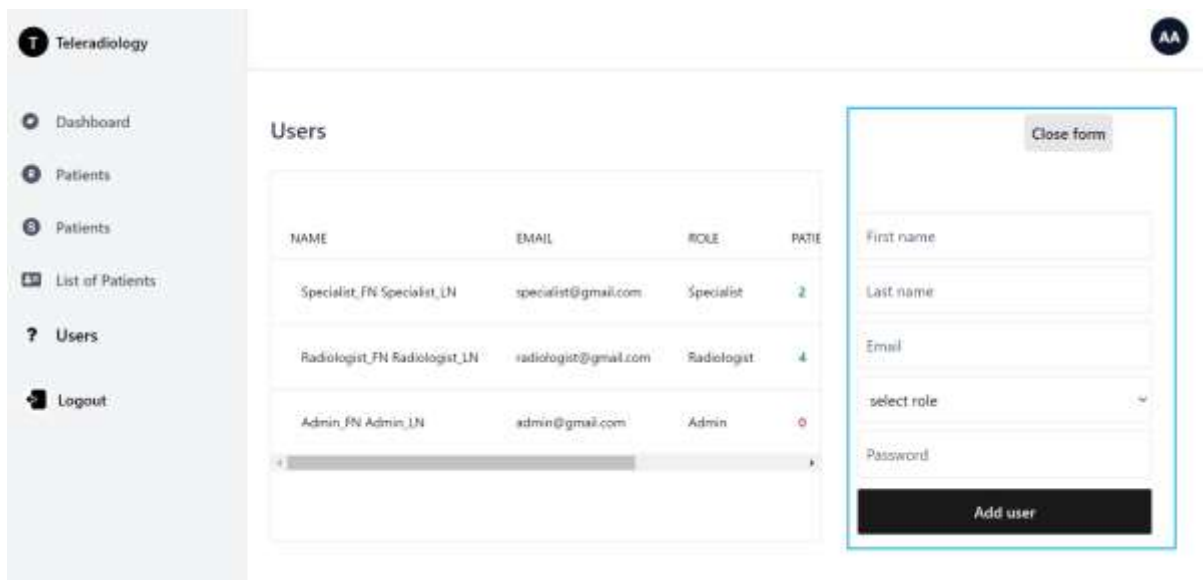 T Teleradiology
AA
Dashboard
R Patients
S Patients
List of Patients
? Users
Logout
Users
NAME EMAIL ROLE PATIE
Specialist_FN Specialist_LN specialist@gmail.com Specialist 2
Radiologist_FN Radiologist_LN radiologist@gmail.com Radiologist 4
Admin_FN Admin_LN admin@gmail.com Admin 0
Close form
First name
Last name
Email
select role
Password
Add user